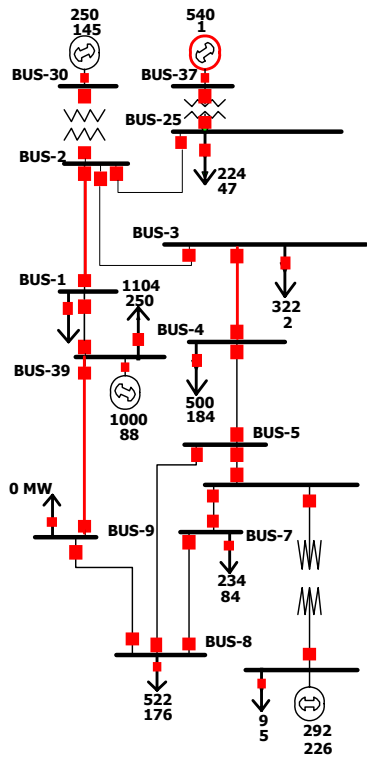 250
145
540
1
BUS-30
BUS-37
BUS-25
BUS-2
224
47
BUS-3
BUS-1
1104
250
322
2
BUS-4
BUS-39
500
184
1000
88
BUS-5
0 MW
BUS-9
BUS-7
234
84
BUS-8
522
176
9
5
292
226